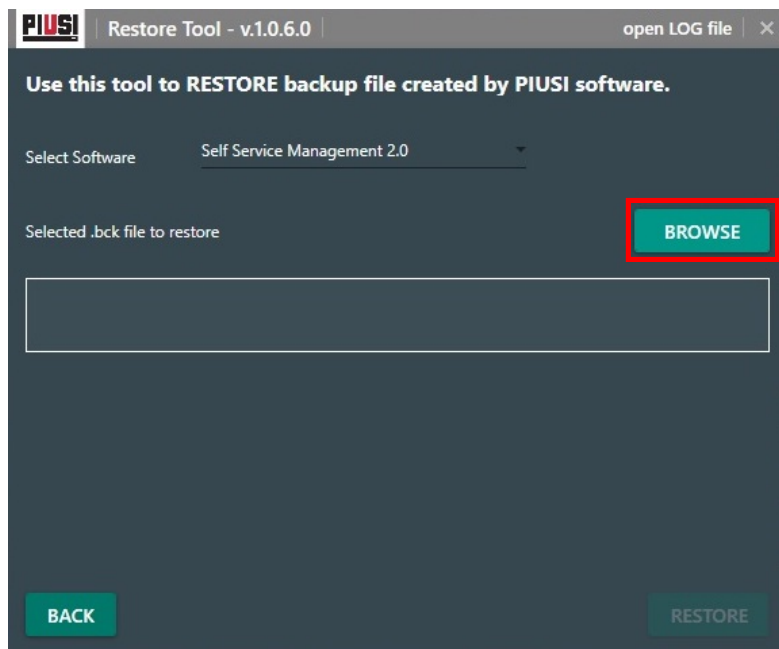 PIUSI Restore Tool - v.1.0.6.0 open LOG file ×
Use this tool to RESTORE backup file created by PIUSI software.
Select Software Self Service Management 2.0
Selected .bck file to restore BROWSE
BACK RESTORE